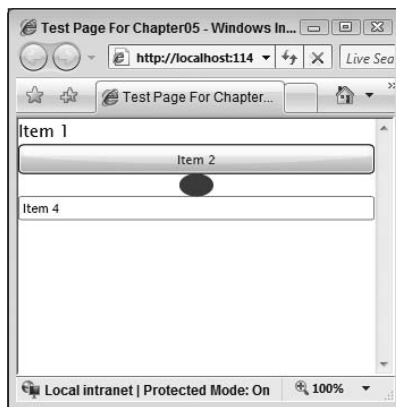 Test Page For Chapter05 - Windows In...
http://localhost:114
Live Sea
Test Page For Chapter...
Item 1
Item 2
Item 4
Local intranet | Protected Mode: On
100%